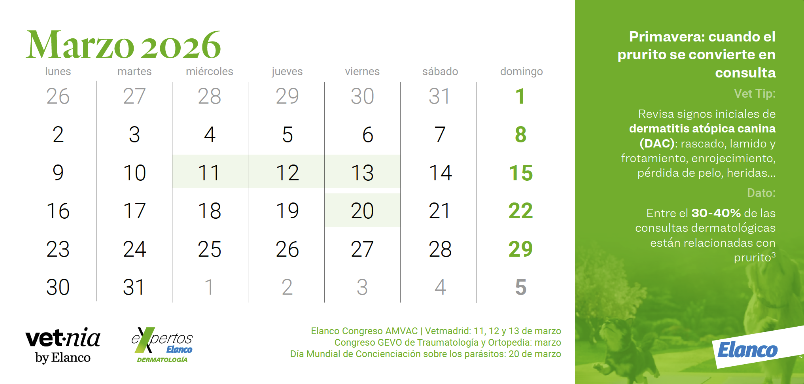 Marzo 2026
lunes martes miércoles jueves viernes sábado domingo
26 27 28 29 30 31 1
2 3 4 5 6 7 8
9 10 11 12 13 14 15
16 17 18 19 20 21 22
23 24 25 26 27 28 29
30 31 1 2 3 4 5
vet·nia
by Elanco
eXpertos
Elanco
DERMATOLOGÍA
Elanco Congreso AMVAC | Vetmadrid: 11, 12 y 13 de marzo
Congreso GEVO de Traumatología y Ortopedia: marzo
Día Mundial de Concienciación sobre los parásitos: 20 de marzo
Primavera: cuando el
prurito se convierte en
consulta
Vet Tip:
Revisa signos iniciales de
dermatitis atópica canina
(DAC): rascado, lamido y
frotamiento, enrojecimiento,
pérdida de pelo, heridas...
Dato:
Entre el 30-40% de las
consultas dermatológicas
están relacionadas con
prurito³
Elanco